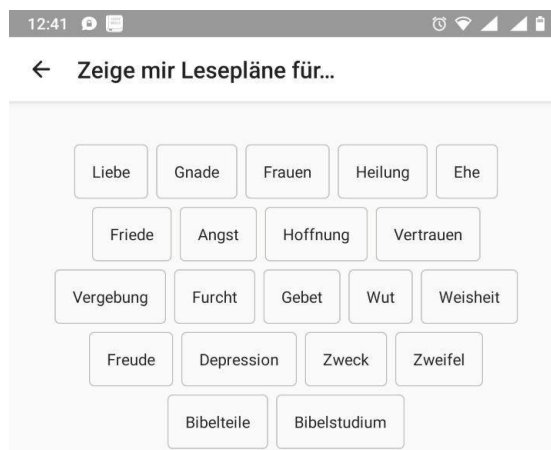 12:41
Zeige mir Lesepläne für...
Liebe Gnade Frauen Heilung Ehe
Friede Angst Hoffnung Vertrauen
Vergebung Furcht Gebet Wut Weisheit
Freude Depression Zweck Zweifel
Bibelteile Bibelstudium